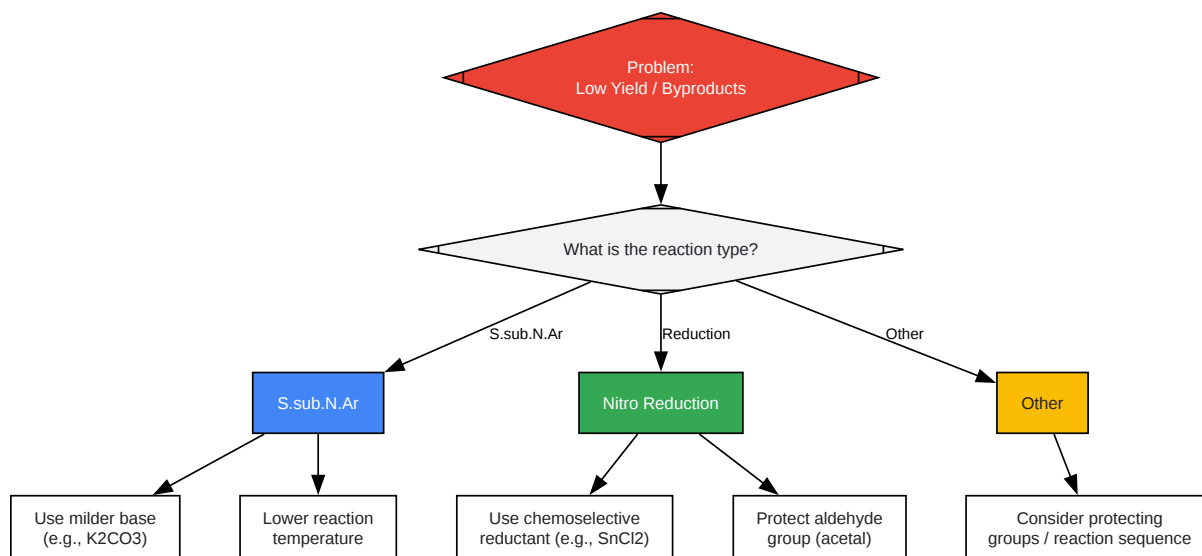 Problem:
Low Yield / Byproducts
What is the reaction type?
S.sub.N.Ar
Reduction
Other
S.sub.N.Ar
Nitro Reduction
Other
Use milder base
(e.g., K2CO3)
Lower reaction
temperature
Use chemoselective
reductant (e.g., SnCl2)
Protect aldehyde
group (acetal)
Consider protecting
groups / reaction sequence